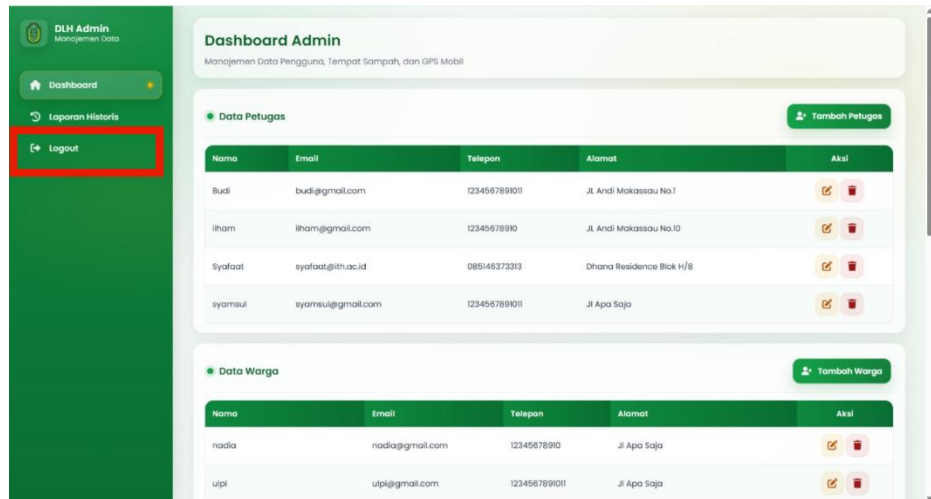 DLH Admin
Manajemen Data
Dashboard
Laporan Historis
Logout
Dashboard Admin
Manajemen Data Pengguna, Tempat Sampah, dan GPS Mobil
Data Petugas
Tambah Petugas
Nama Email Telepon Alamat Aksi
Budi budi@gmail.com 1234567891011 JL Andi Makassau No.1
ilham ilham@gmail.com 12345678910 JL Andi Makassau No.10
Syafaat syafaat@ith.ac.id 085146373313 Dhana Residence Blok H/8
syamsul syamsul@gmail.com 1234567891011 Jl Apa Saja
Data Warga
Tambah Warga
Nama Email Telepon Alamat Aksi
nadia nadia@gmail.com 12345678910 Jl Apa Saja
ulpi ulpi@gmail.com 1234567891011 Jl Apa Saja